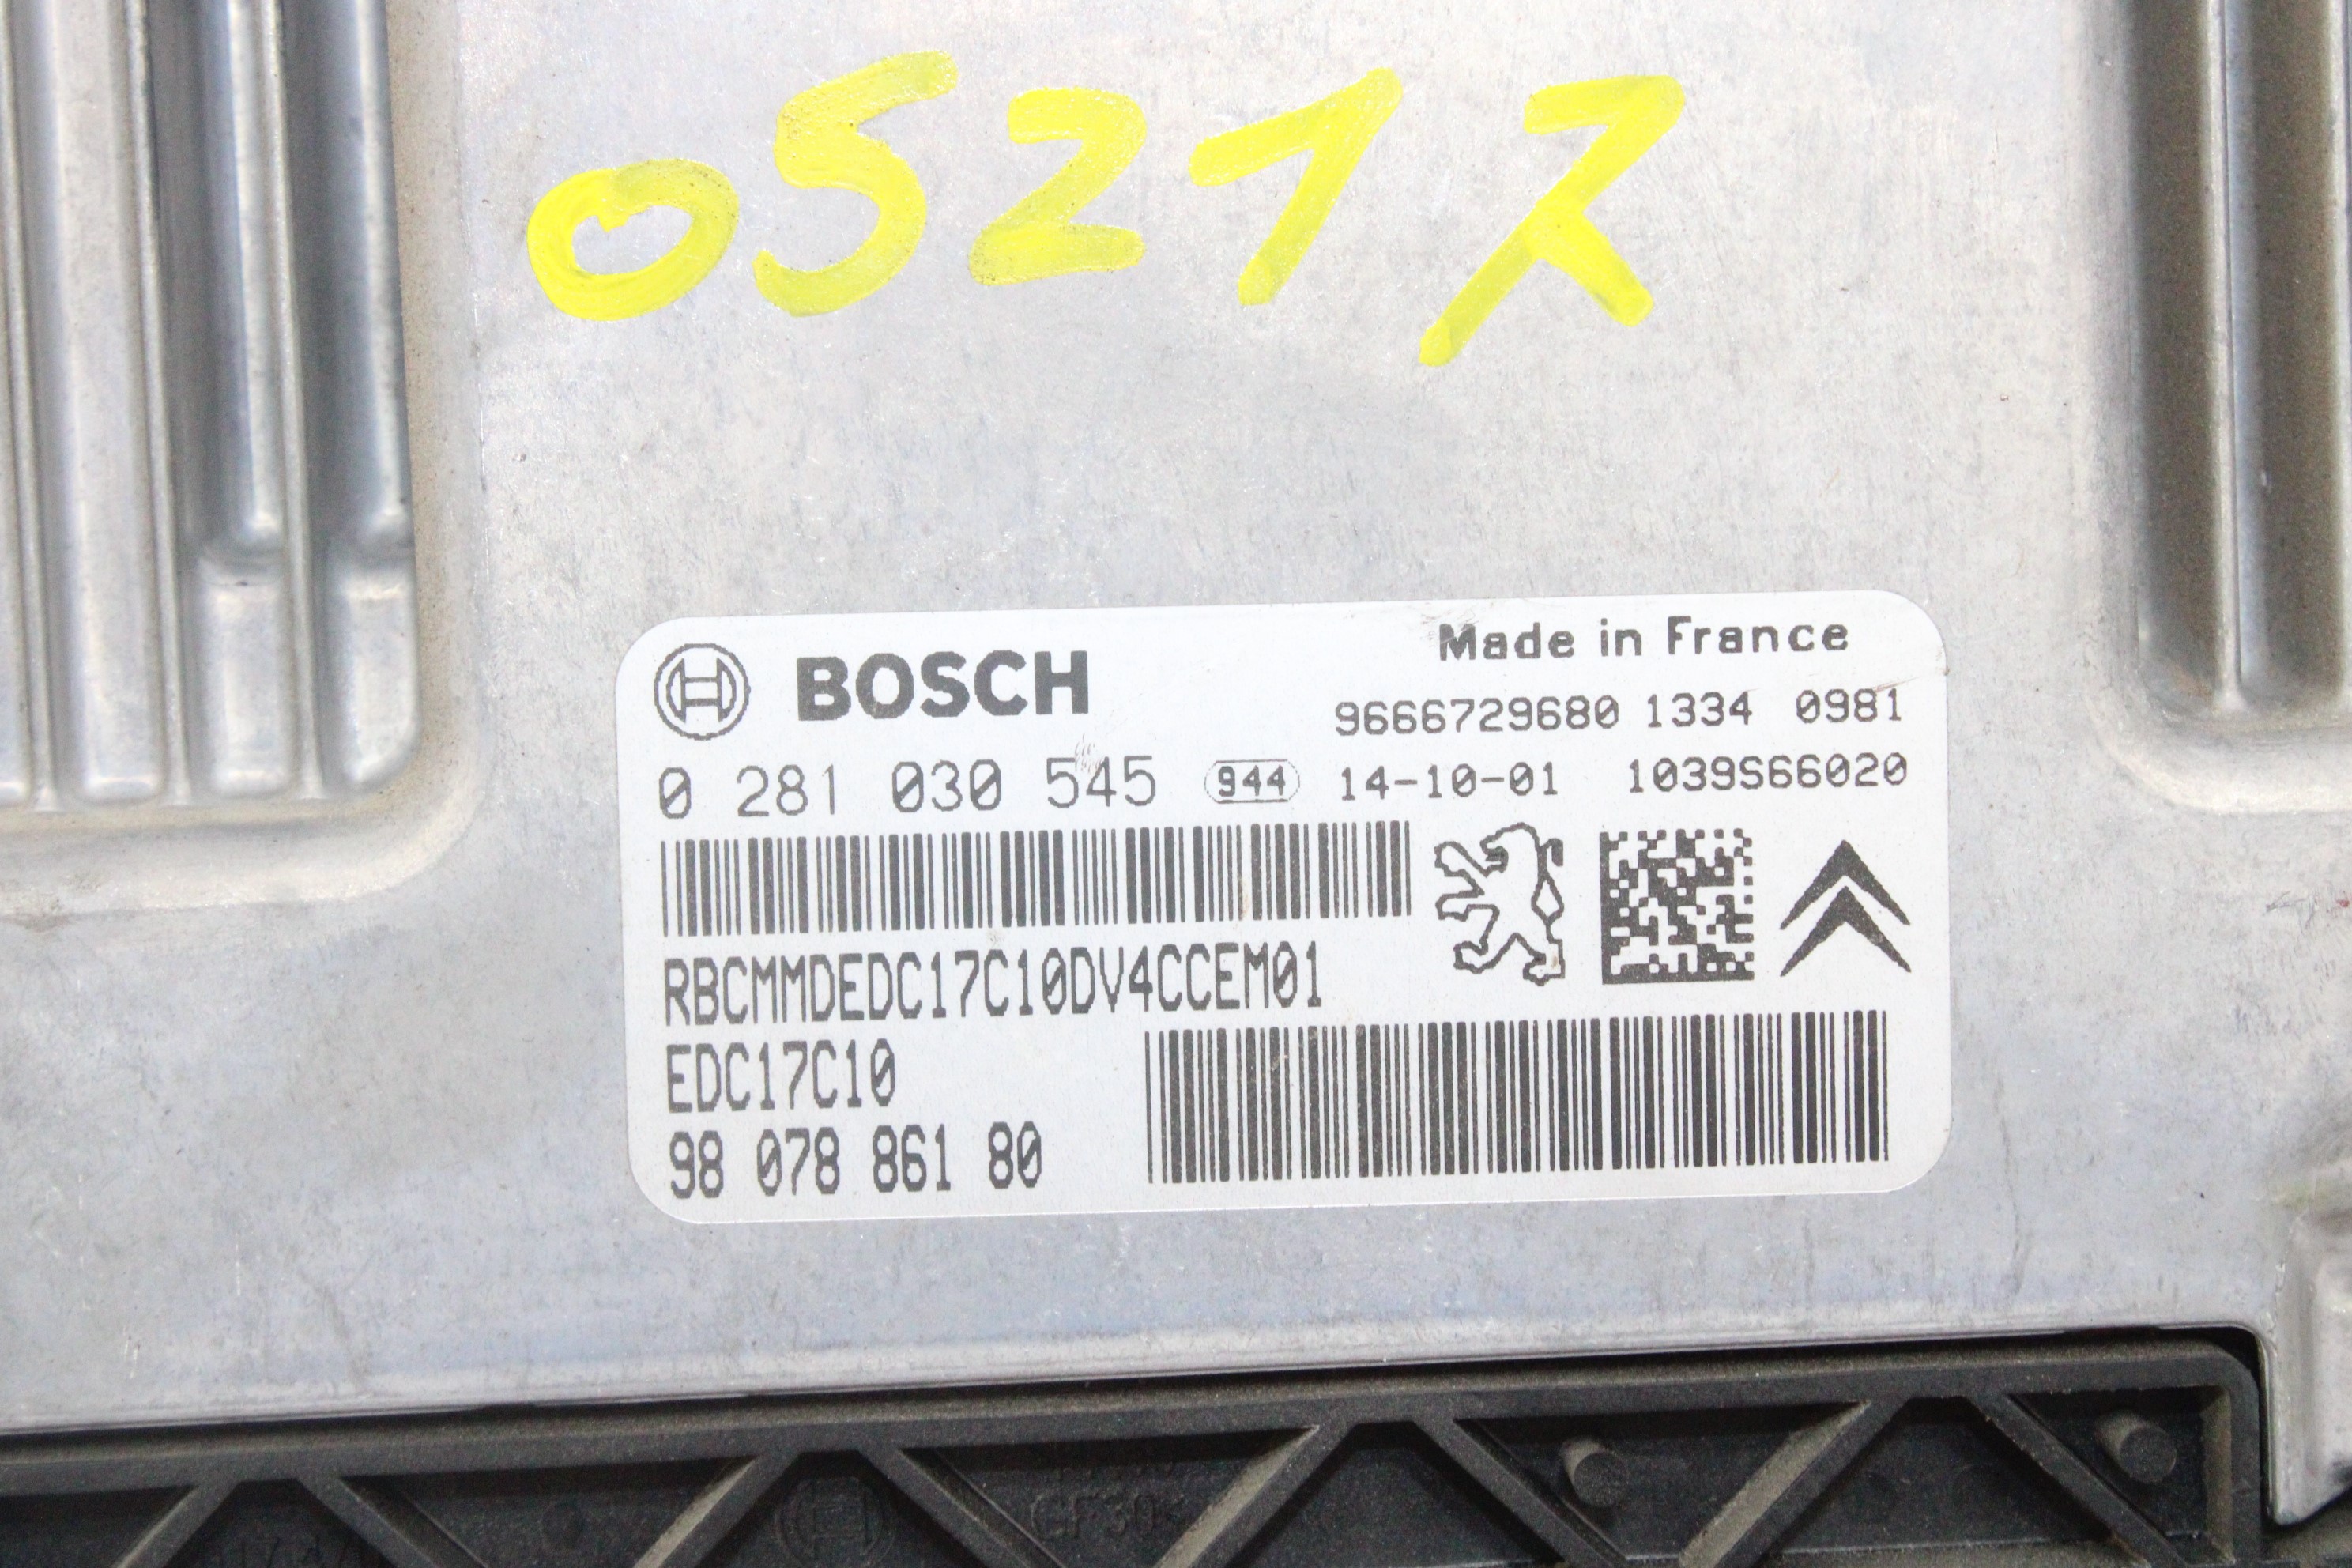 05217
BOSCH
Made in France
9666729680 1334 0981
0 281 030 545 944 14-10-01 1039S66020
RBCMMDEDC17C10DV4CCEM01
EDC17C10
98 078 861 80